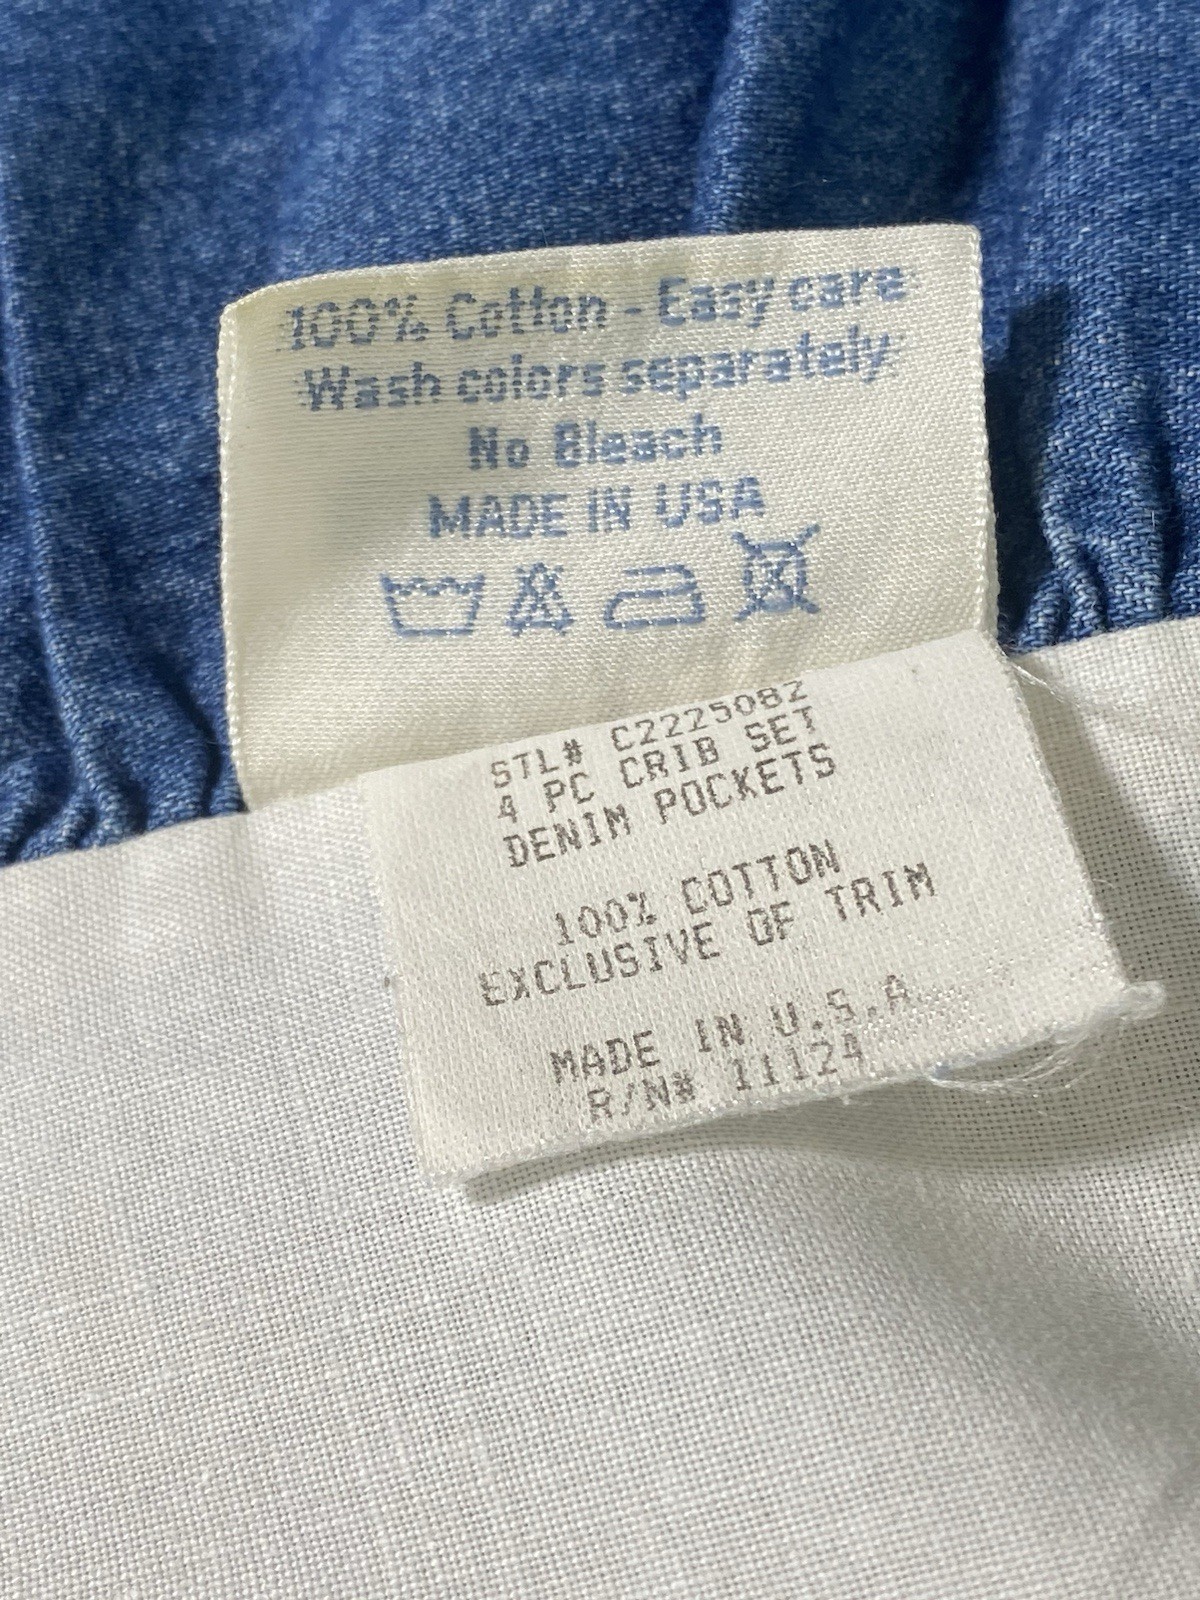 100% Cotton - Easy care
Wash colors separately
No Bleach
MADE IN USA
STL# C2225082
4 PC CRIB SET
DENIM POCKETS
100% COTTON
EXCLUSIVE OF TRIM
MADE IN U.S.A.
R/N# 11124